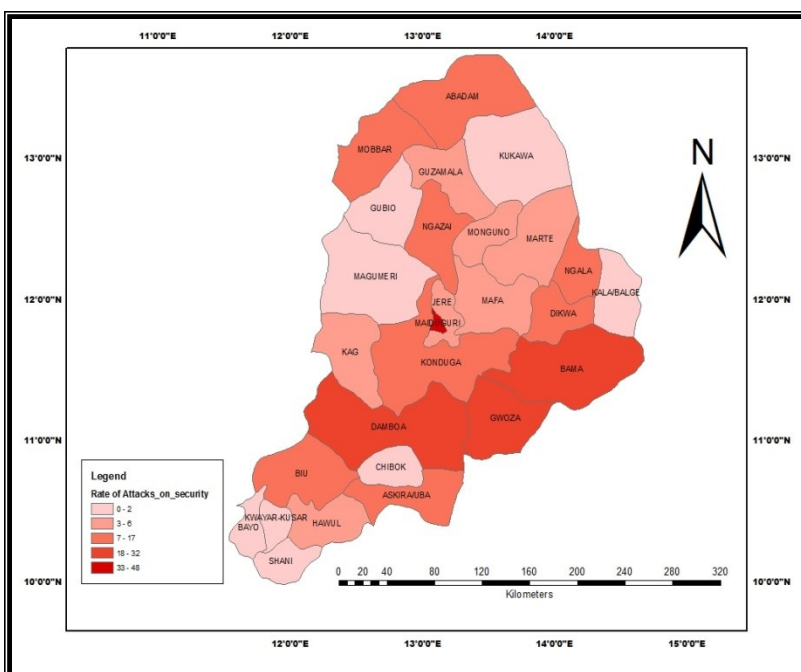 11°0'0"E 12°0'0"E 13°0'0"E 14°0'0"E
ABADAM
MOBBAR
13°0'0"N 13°0'0"N
KUKAWA
GUZAMALA
N
GUBIO
NGAZAI
MONGUNO
MARTE
NGALA
MAGUMERI
KALA/BALGE
12°0'0"N 12°0'0"N
JERE
MAFA
DIKWA
MAIDUGURI
KAG
KONDUGA
BAMA
GWOZA
DAMBOA
11°0'0"N 11°0'0"N
CHIBOK
BIU
ASKIRA/UBA
KWAYAR-KUSAR
BAYO
HAWUL
SHANI
Legend
Rate of Attacks_on_security
0 - 2
3 - 6
7 - 17
18 - 32
33 - 48
10°0'0"N 10°0'0"N
0 20 40 80 120 160 200 240 280 320
Kilometers
12°0'0"E 13°0'0"E 14°0'0"E 15°0'0"E